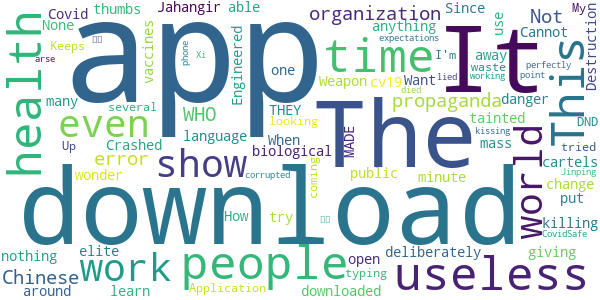 Covid thumbs Jahangir organization Not able
None anything Since
app It This
health time
vaccines phone Engineered one expectations Xi
Keeps arse My
Cannot use Destruction
many I'm away
several lied working point waste perfectly
Want Weapon cv19 danger
even WHO THEY looking propaganda
language The tainted DND
Up Crashed When MADE mass tried
error biological kissing cartels Jinping
show world
wonder coming public minute change
died
corrupted How try put
download killing CovidSafe
nothing elite people open deliberately giving
work typing useless
Chinese Application
around learn downloaded